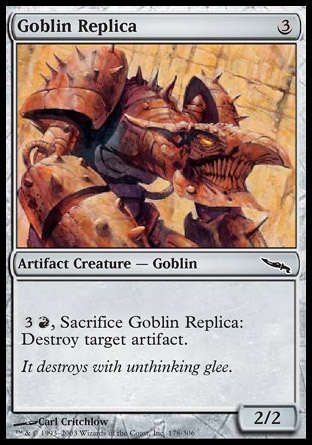 Goblin Replica 3
Artifact Creature — Goblin
3 R, Sacrifice Goblin Replica:
Destroy target artifact.
It destroys with unthinking glee.
Carl Critchlow
™ & © 1993–2003 Wizards of the Coast, Inc. 178/306
2/2